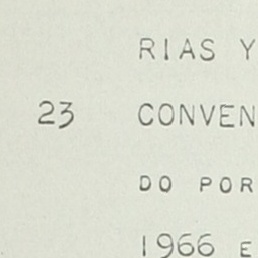 RIAS Y
23 CONVEN
DO POR
1966 E